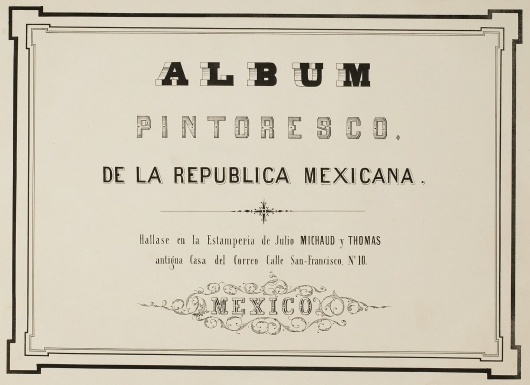 ALBUM
PINTORESCO.
DE LA REPUBLICA MEXICANA.
Hallase en la Estamperia de Julio MICHAUD y THOMAS
antigua Casa del Correo Calle San-Francisco. Nº 10.
MEXICO